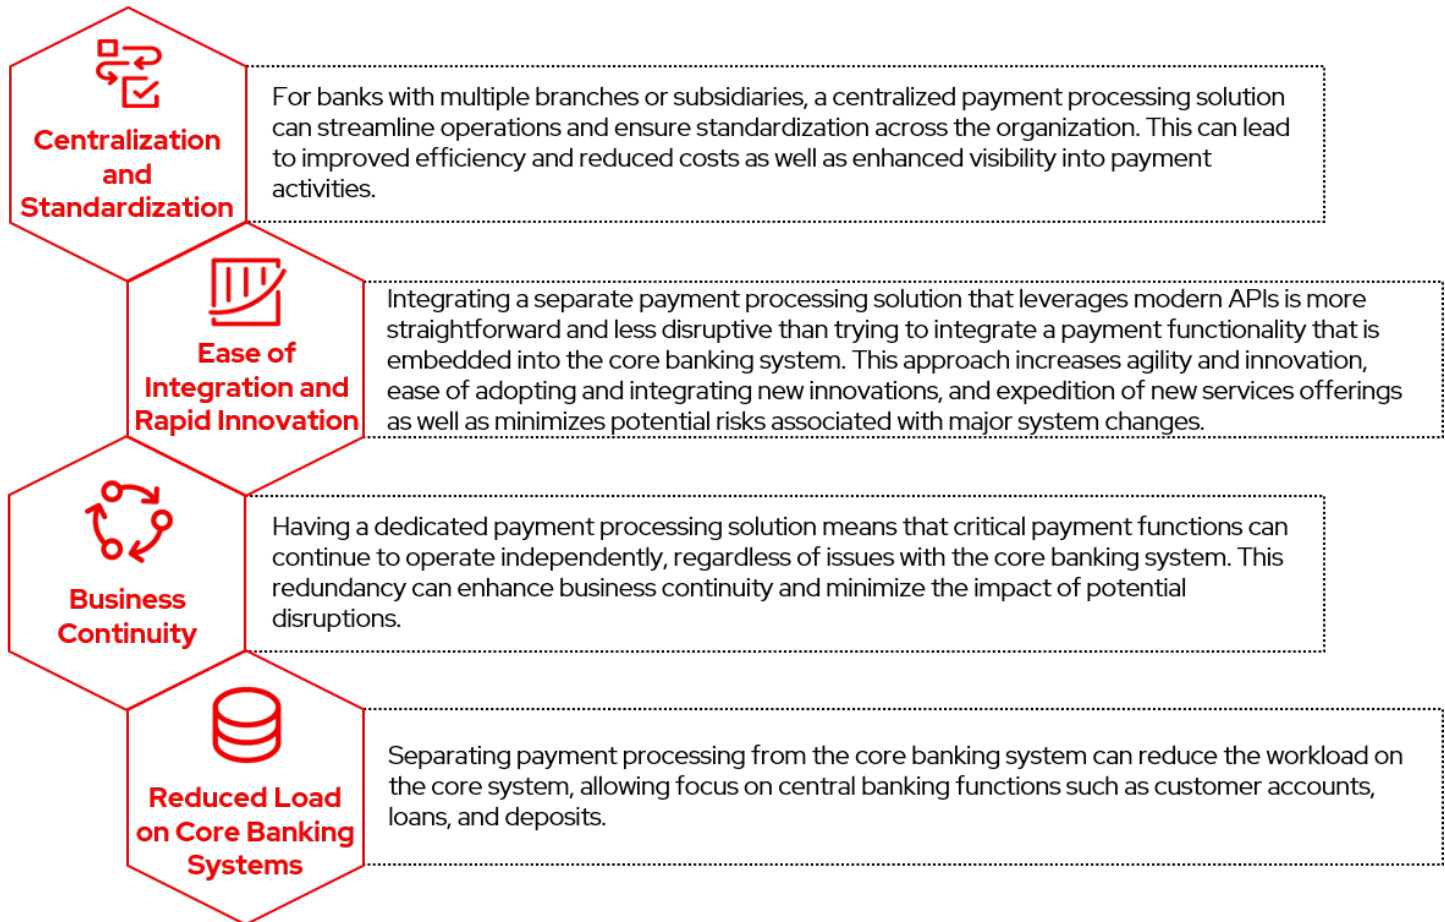 Centralization
and
Standardization
For banks with multiple branches or subsidiaries, a centralized payment processing solution
can streamline operations and ensure standardization across the organization. This can lead
to improved efficiency and reduced costs as well as enhanced visibility into payment
activities.
Ease of
Integration and
Rapid Innovation
Integrating a separate payment processing solution that leverages modern APIs is more
straightforward and less disruptive than trying to integrate a payment functionality that is
embedded into the core banking system. This approach increases agility and innovation,
ease of adopting and integrating new innovations, and expedition of new services offerings
as well as minimizes potential risks associated with major system changes.
Business
Continuity
Having a dedicated payment processing solution means that critical payment functions can
continue to operate independently, regardless of issues with the core banking system. This
redundancy can enhance business continuity and minimize the impact of potential
disruptions.
Reduced Load
on Core Banking
Systems
Separating payment processing from the core banking system can reduce the workload on
the core system, allowing focus on central banking functions such as customer accounts,
loans, and deposits.